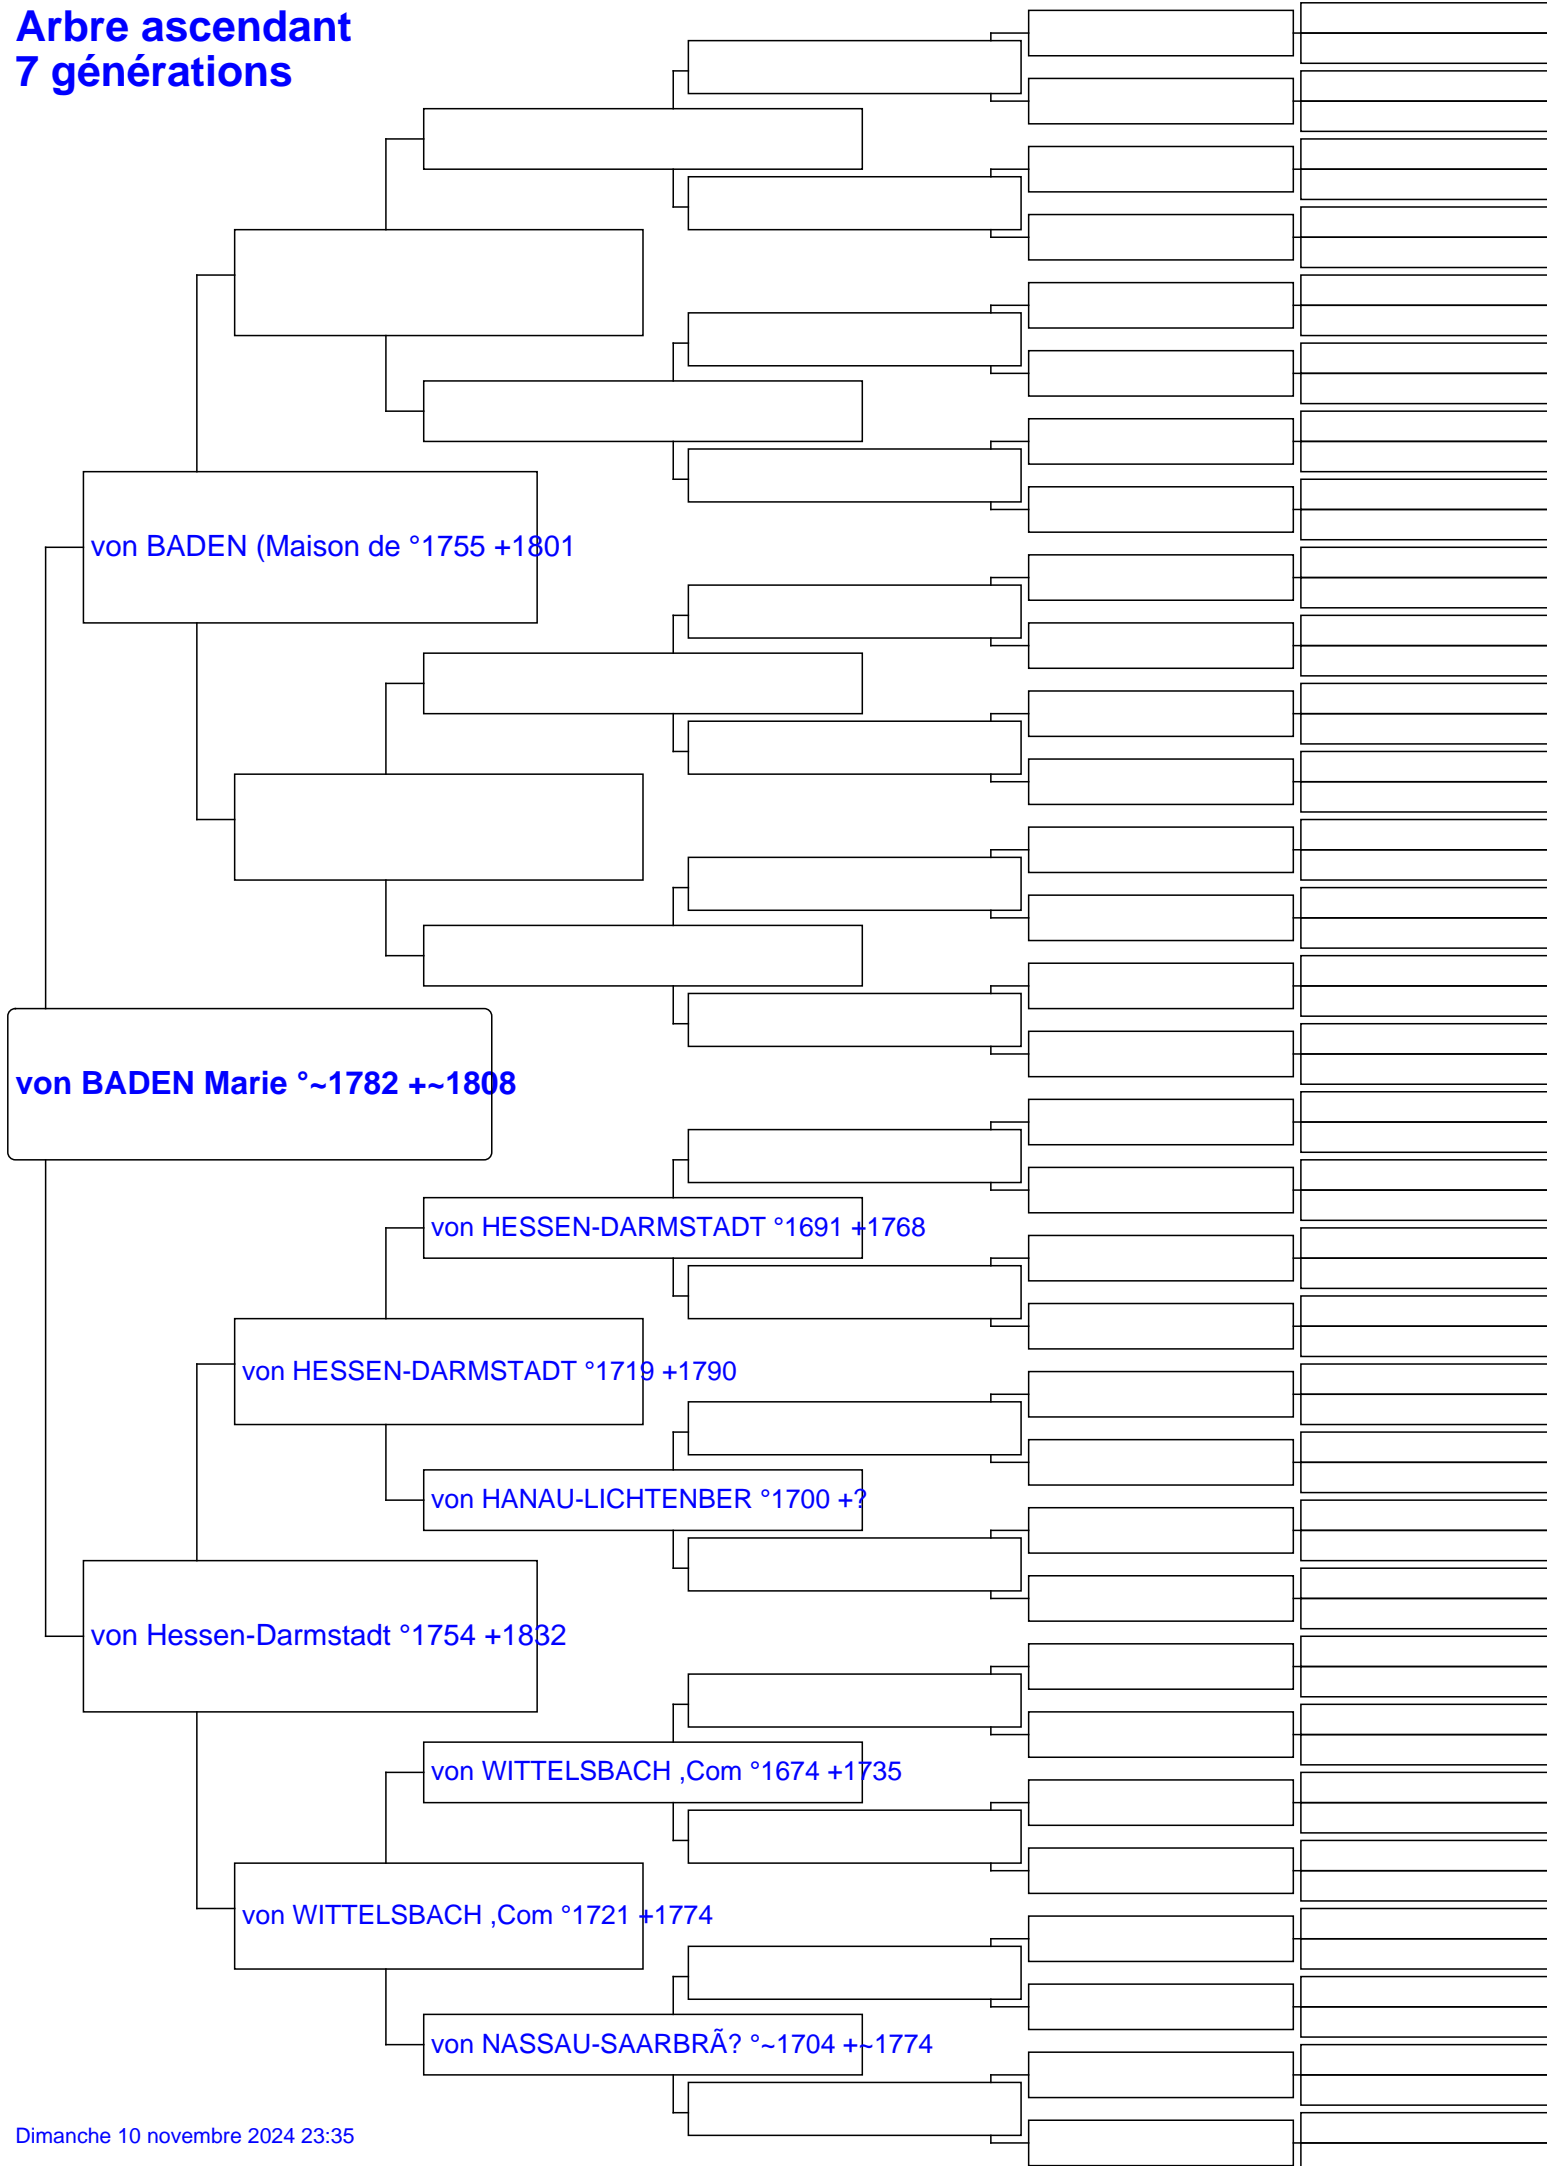 Arbre ascendant
7 générations
von BADEN (Maison de °1755 +1801
von BADEN Marie °~1782 +~1808
von HESSEN-DARMSTADT °1691 +1768
von HESSEN-DARMSTADT °1719 +1790
von HANAU-LICHTENBER °1700 +?
von Hessen-Darmstadt °1754 +1832
von WITTELSBACH ,Com °1674 +1735
von WITTELSBACH ,Com °1721 +1774
von NASSAU-SAARBRÃ? °~1704 +~1774
Dimanche 10 novembre 2024 23:35